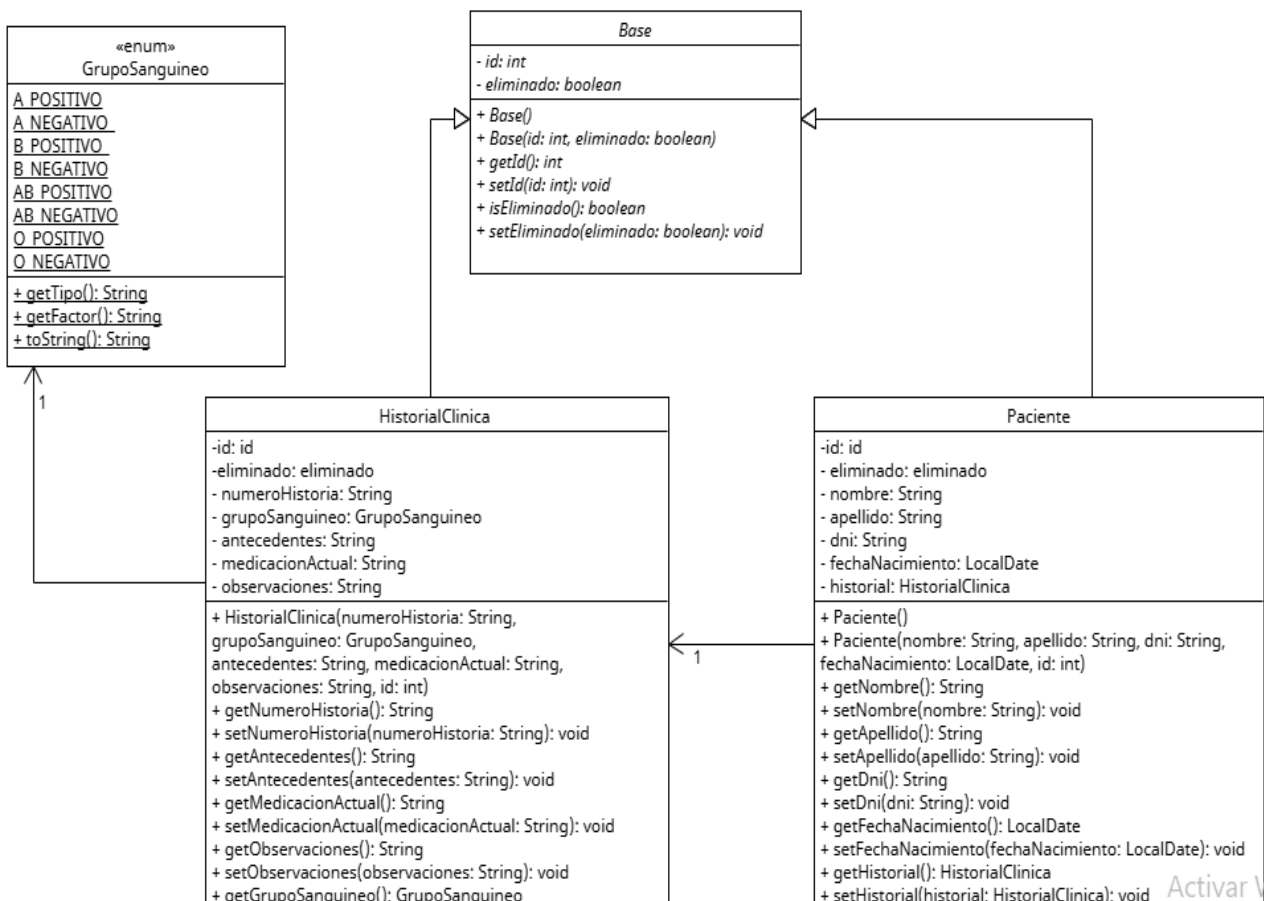 «enum»
GrupoSanguineo
A POSITIVO
A NEGATIVO
B POSITIVO
B NEGATIVO
AB POSITIVO
AB NEGATIVO
O POSITIVO
O NEGATIVO
+ getTipo(): String
+ getFactor(): String
+ toString(): String
1
Base
- id: int
- eliminado: boolean
+ Base()
+ Base(id: int, eliminado: boolean)
+ getId(): int
+ setId(id: int): void
+ isEliminado(): boolean
+ setEliminado(eliminado: boolean): void
HistorialClinica
-id: id
-eliminado: eliminado
- numeroHistoria: String
- grupoSanguineo: GrupoSanguineo
- antecedentes: String
- medicacionActual: String
- observaciones: String
+ HistorialClinica(numeroHistoria: String,
grupoSanguineo: GrupoSanguineo,
antecedentes: String, medicacionActual: String,
observaciones: String, id: int)
+ getNumeroHistoria(): String
+ setNumeroHistoria(numeroHistoria: String): void
+ getAntecedentes(): String
+ setAntecedentes(antecedentes: String): void
+ getMedicacionActual(): String
+ setMedicacionActual(medicacionActual: String): void
+ getObservaciones(): String
+ setObservaciones(observaciones: String): void
+ getGrupoSanguineo(): GrupoSanguineo
1
Paciente
-id: id
- eliminado: eliminado
- nombre: String
- apellido: String
- dni: String
- fechaNacimiento: LocalDate
- historial: HistorialClinica
+ Paciente()
+ Paciente(nombre: String, apellido: String, dni: String,
fechaNacimiento: LocalDate, id: int)
+ getNombre(): String
+ setNombre(nombre: String): void
+ getApellido(): String
+ setApellido(apellido: String): void
+ getDni(): String
+ setDni(dni: String): void
+ getFechaNacimiento(): LocalDate
+ setFechaNacimiento(fechaNacimiento: LocalDate): void
+ getHistorial(): HistorialClinica
+ setHistorial(historial: HistorialClinica): void
Activar